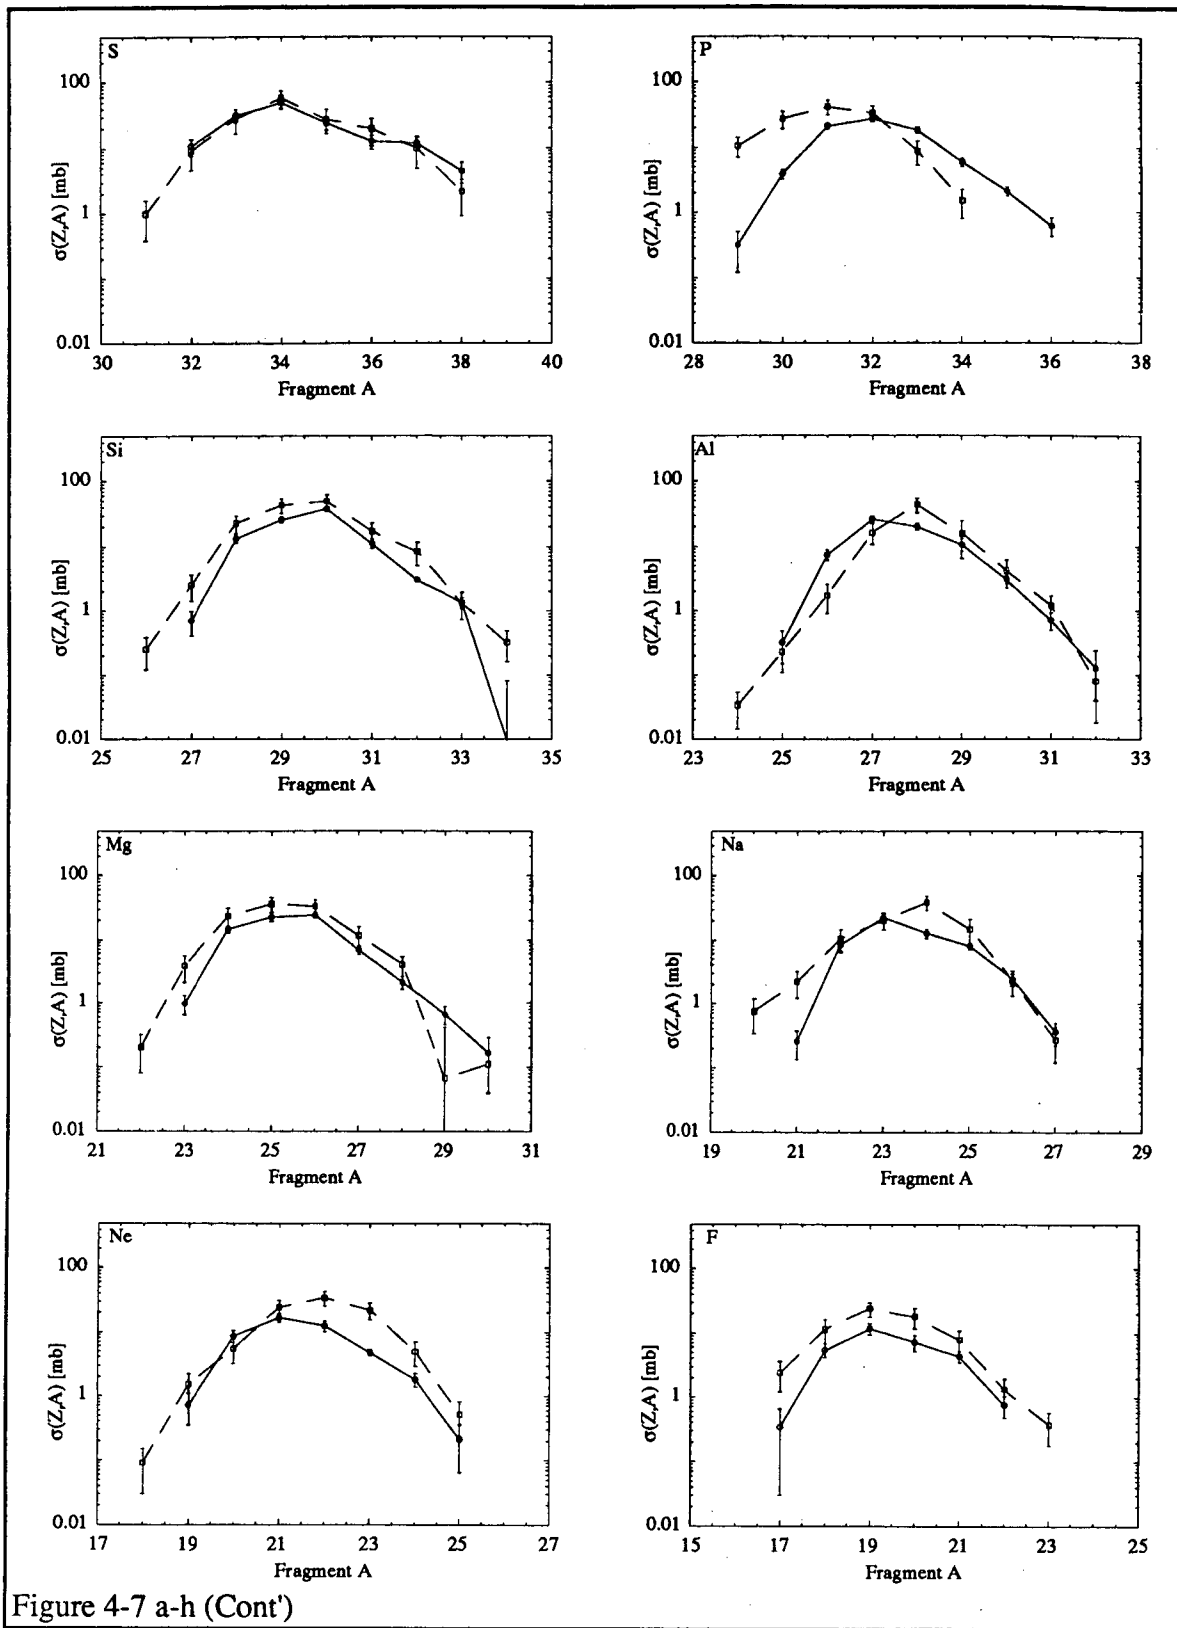 S
σ(Z,A) [mb]
100
1
0.01
30 32 34 36 38 40
Fragment A
P
σ(Z,A) [mb]
100
1
0.01
28 30 32 34 36 38
Fragment A
Si
σ(Z,A) [mb]
100
1
0.01
25 27 29 31 33 35
Fragment A
Al
σ(Z,A) [mb]
100
1
0.01
23 25 27 29 31 33
Fragment A
Mg
σ(Z,A) [mb]
100
1
0.01
21 23 25 27 29 31
Fragment A
Na
σ(Z,A) [mb]
100
1
0.01
19 21 23 25 27 29
Fragment A
Ne
σ(Z,A) [mb]
100
1
0.01
17 19 21 23 25 27
Fragment A
F
σ(Z,A) [mb]
100
1
0.01
15 17 19 21 23 25
Fragment A
Figure 4-7 a-h (Cont')